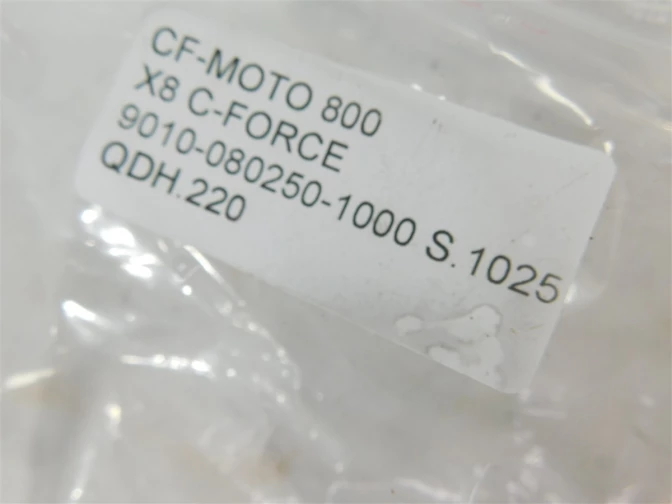 CF-MOTO 800
X8 C-FORCE
9010-080250-1000 S.1025
QDH.220